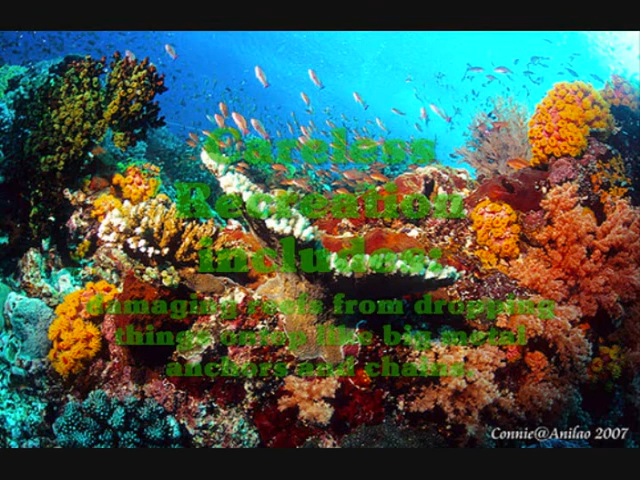 Careless
Recreation
includes:
damaging reefs from dropping
things ontop like big metal
anchors and chains.
Connie@Anilao 2007